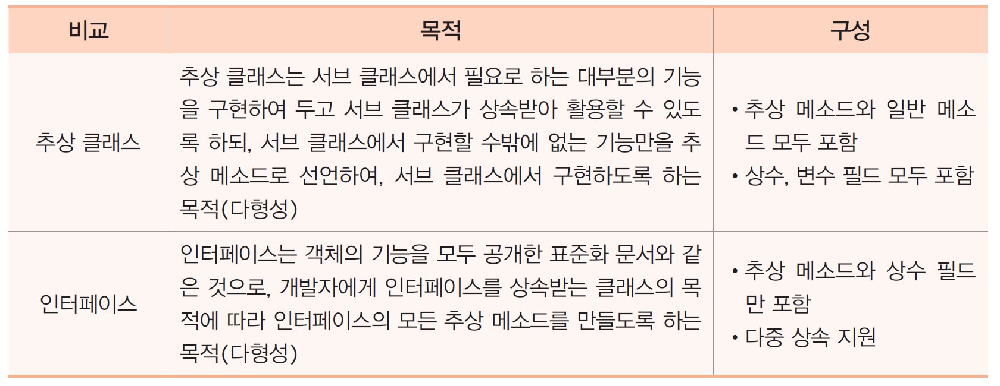 비교
목적
구성
추상 클래스
추상 클래스는 서브 클래스에서 필요로 하는 대부분의 기능
을 구현하여 두고 서브 클래스가 상속받아 활용할 수 있도
록 하되, 서브 클래스에서 구현할 수밖에 없는 기능만을 추
상 메소드로 선언하여, 서브 클래스에서 구현하도록 하는
목적(다형성)
• 추상 메소드와 일반 메소
드 모두 포함
• 상수, 변수 필드 모두 포함
인터페이스
인터페이스는 객체의 기능을 모두 공개한 표준화 문서와 같
은 것으로, 개발자에게 인터페이스를 상속받는 클래스의 목
적에 따라 인터페이스의 모든 추상 메소드를 만들도록 하는
목적(다형성)
• 추상 메소드와 상수 필드
만 포함
• 다중 상속 지원